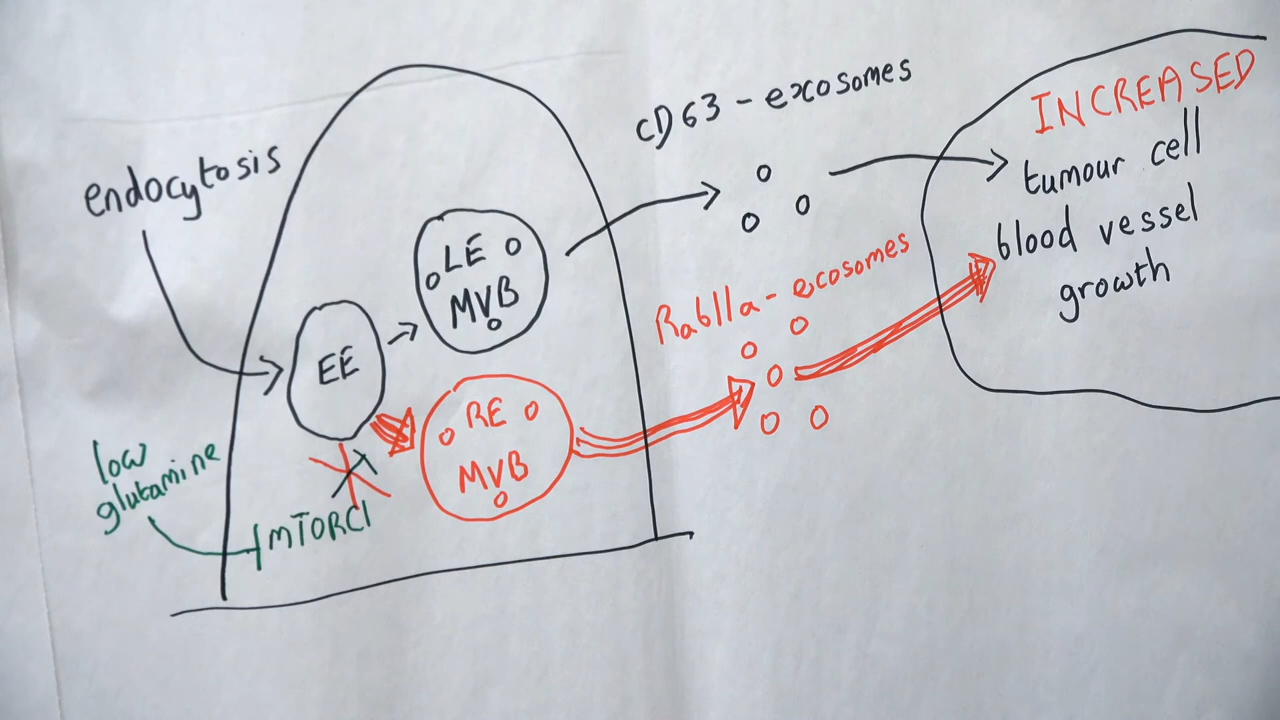 endocytosis
CD63 - exosomes
INCREASED
tumour cell
blood vessel
growth
LE
MVB
EE
Rab11a - exosomes
RE
MVB
low
glutamine
mTORC1